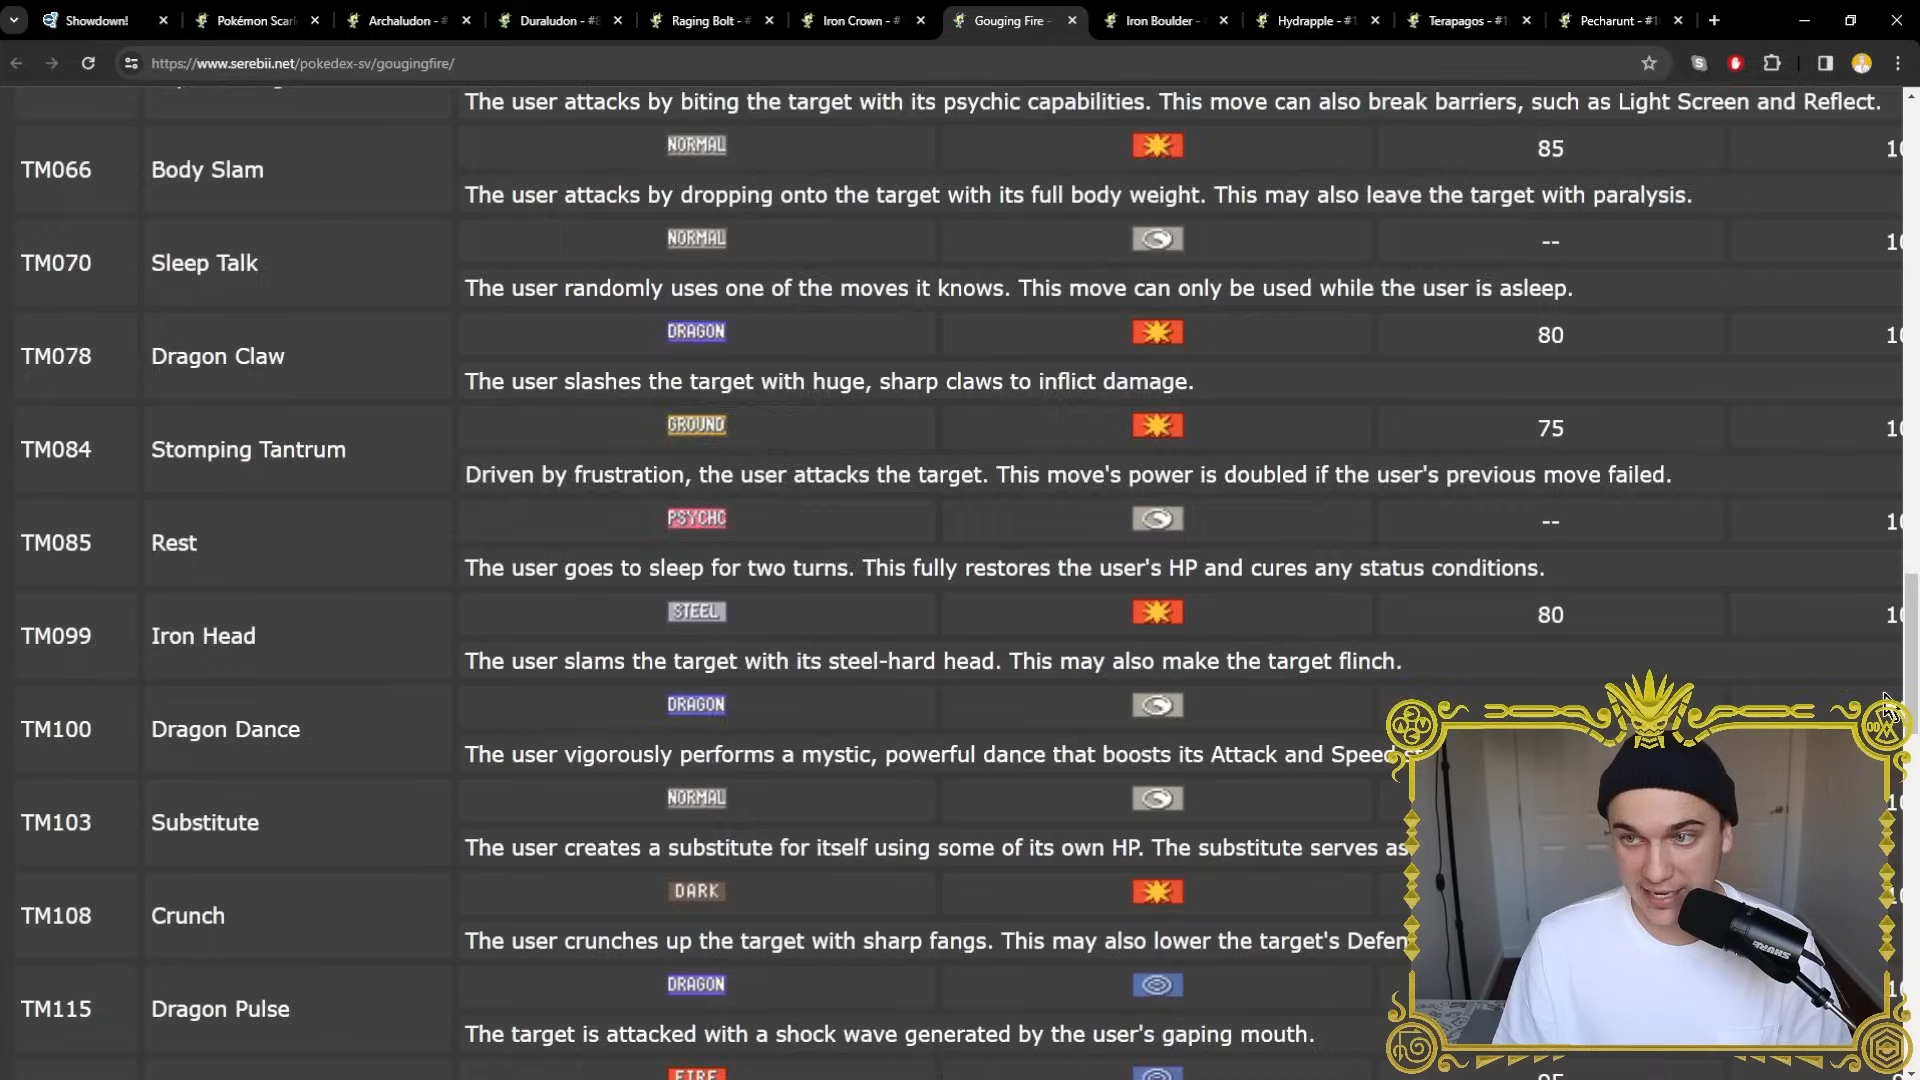 Showdown!
Pokémon Scarl
Archaludon - #
Duraludon - #8
Raging Bolt - #
Iron Crown - #
Gouging Fire -
Iron Boulder -
Hydrapple - #1
Terapagos - #1
Pecharunt - #1
https://www.serebii.net/pokedex-sv/gougingfire/
The user attacks by biting the target with its psychic capabilities. This move can also break barriers, such as Light Screen and Reflect.
TM066 Body Slam NORMAL 85 10
The user attacks by dropping onto the target with its full body weight. This may also leave the target with paralysis.
TM070 Sleep Talk NORMAL -- 10
The user randomly uses one of the moves it knows. This move can only be used while the user is asleep.
TM078 Dragon Claw DRAGON 80 10
The user slashes the target with huge, sharp claws to inflict damage.
TM084 Stomping Tantrum GROUND 75 10
Driven by frustration, the user attacks the target. This move's power is doubled if the user's previous move failed.
TM085 Rest PSYCHC -- 10
The user goes to sleep for two turns. This fully restores the user's HP and cures any status conditions.
TM099 Iron Head STEEL 80 10
The user slams the target with its steel-hard head. This may also make the target flinch.
TM100 Dragon Dance DRAGON
The user vigorously performs a mystic, powerful dance that boosts its Attack and Speed
TM103 Substitute NORMAL
The user creates a substitute for itself using some of its own HP. The substitute serves as
TM108 Crunch DARK
The user crunches up the target with sharp fangs. This may also lower the target's Defen
TM115 Dragon Pulse DRAGON
The target is attacked with a shock wave generated by the user's gaping mouth.
FIRE
SHURE